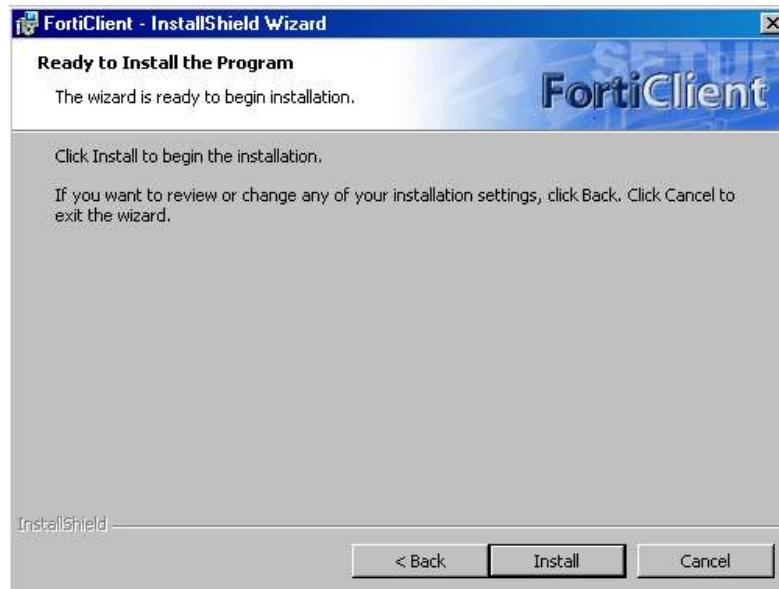 FortiClient - InstallShield Wizard
Ready to Install the Program
The wizard is ready to begin installation.
SETUP
FortiClient
Click Install to begin the installation.
If you want to review or change any of your installation settings, click Back. Click Cancel to
exit the wizard.
InstallShield
< Back
Install
Cancel